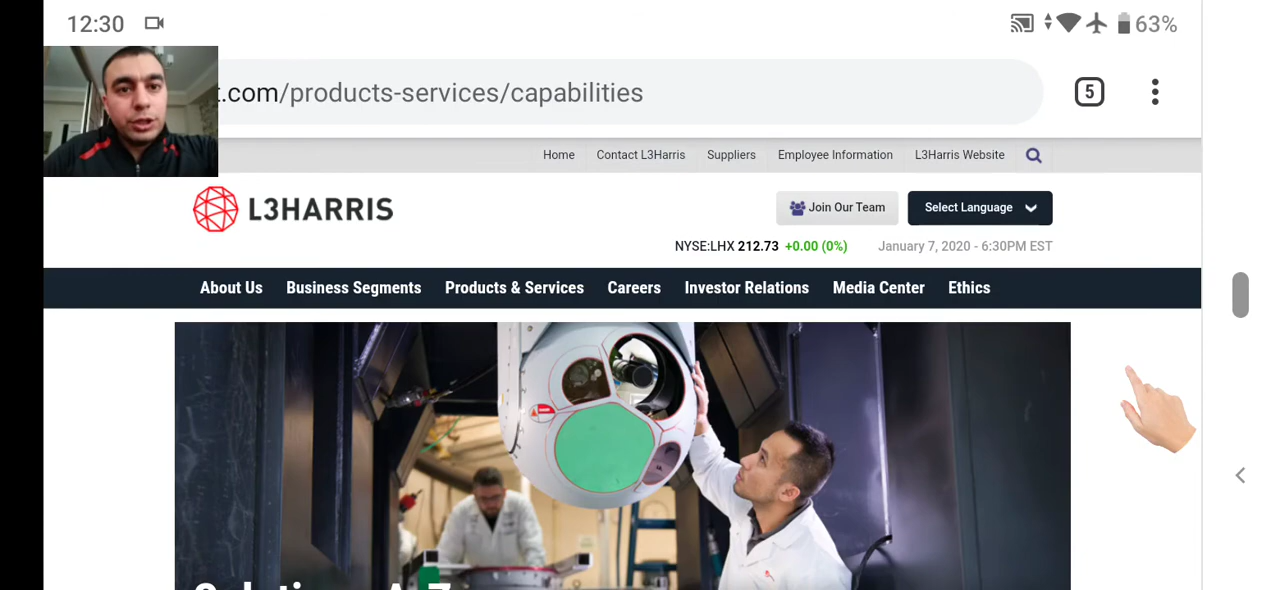 12:30
63%
t.com/products-services/capabilities
5
Home Contact L3Harris Suppliers Employee Information L3Harris Website
L3HARRIS
Join Our Team
Select Language
NYSE:LHX 212.73 +0.00 (0%) January 7, 2020 - 6:30PM EST
About Us Business Segments Products & Services Careers Investor Relations Media Center Ethics